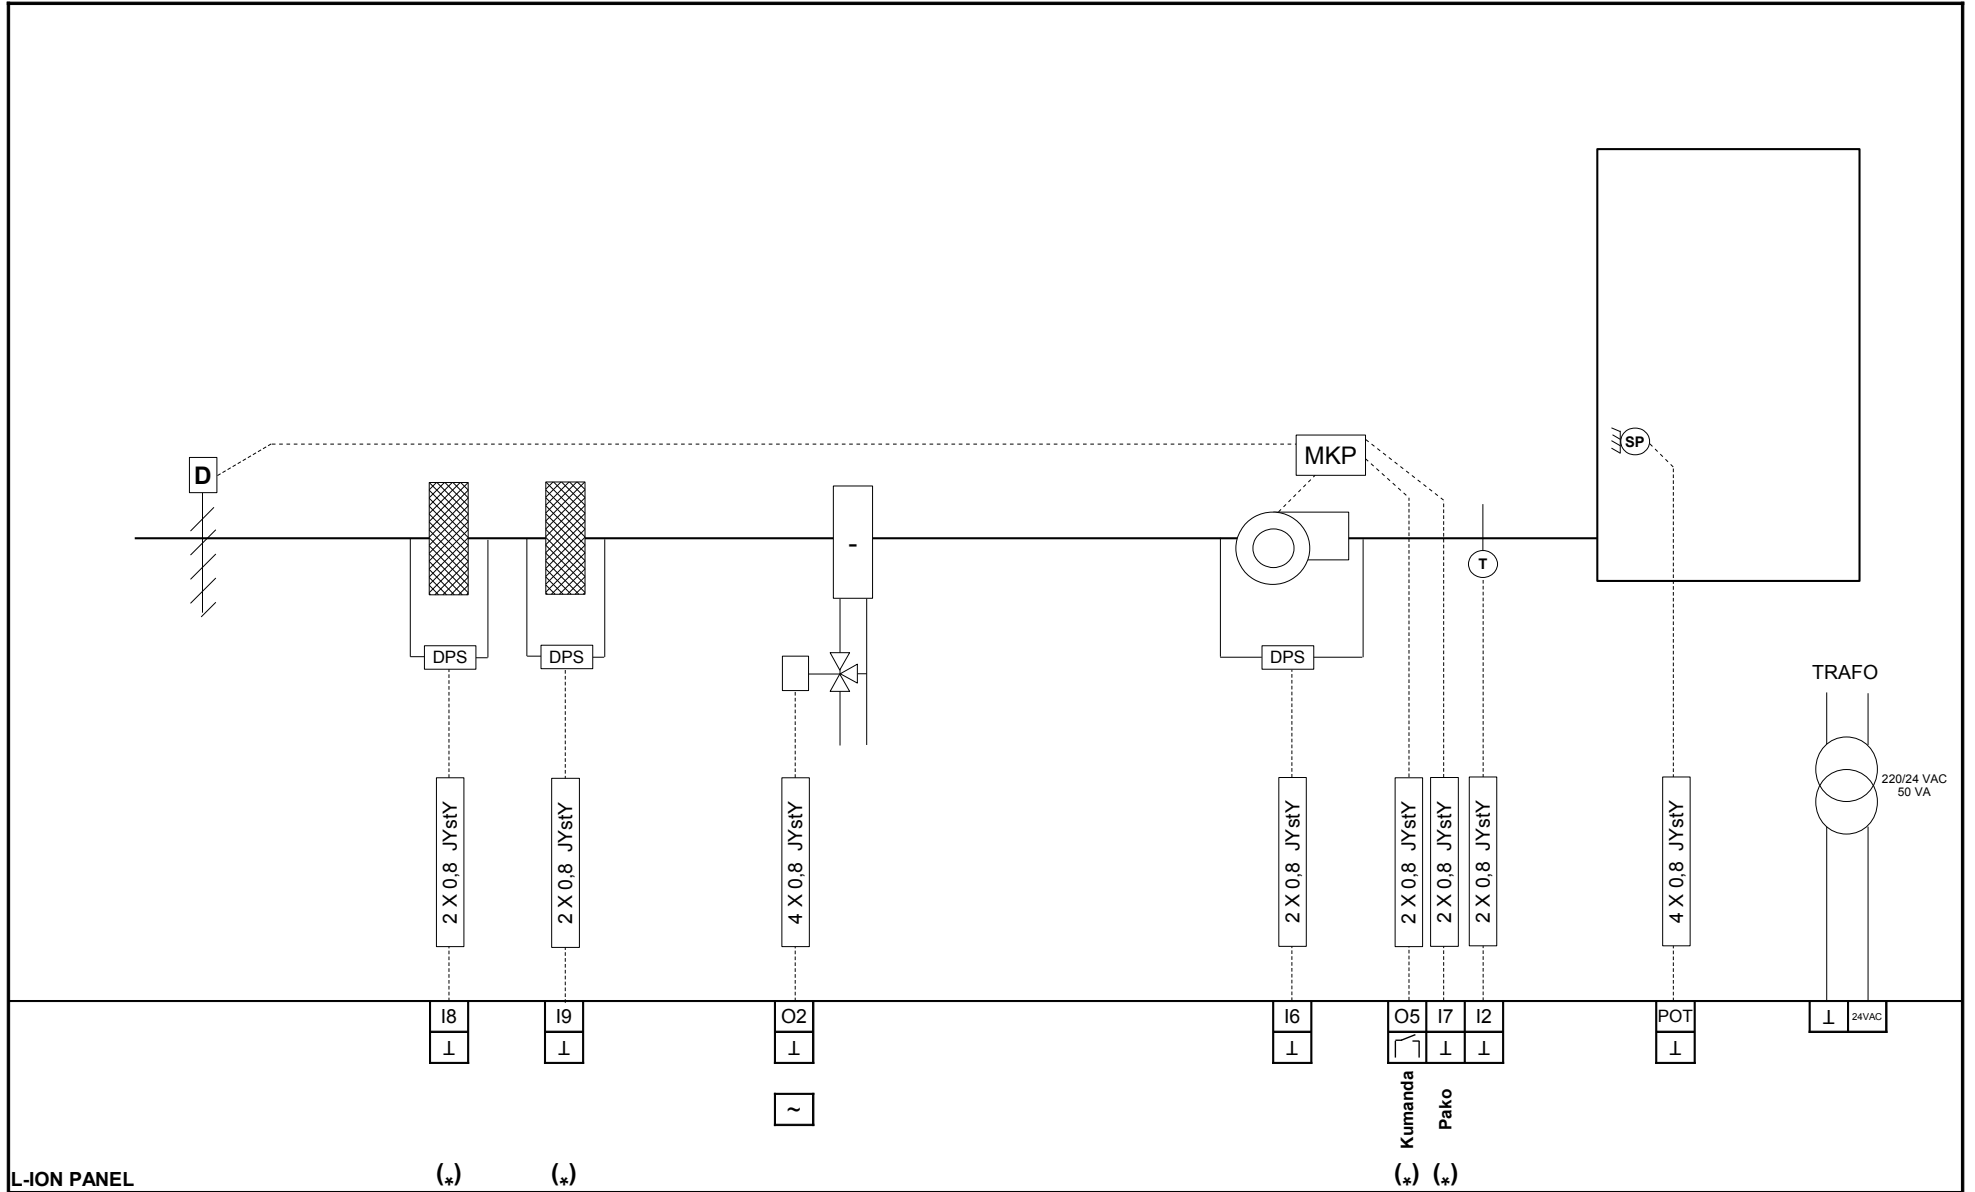 MKP
SP
D
-
T
DPS
DPS
DPS
TRAFO
220/24 VAC
50 VA
2 X 0,8 JYstY
2 X 0,8 JYstY
4 X 0,8 JYstY
2 X 0,8 JYstY
2 X 0,8 JYstY
2 X 0,8 JYstY
2 X 0,8 JYstY
4 X 0,8 JYstY
I8
I9
O2
I6
O5
I7
I2
POT
⊥
24VAC
⊥
⊥
⊥
⊥
⊥
⊥
⊥
~
Kumanda
Pako
L-ION PANEL
(*)
(*)
(*)
(*)